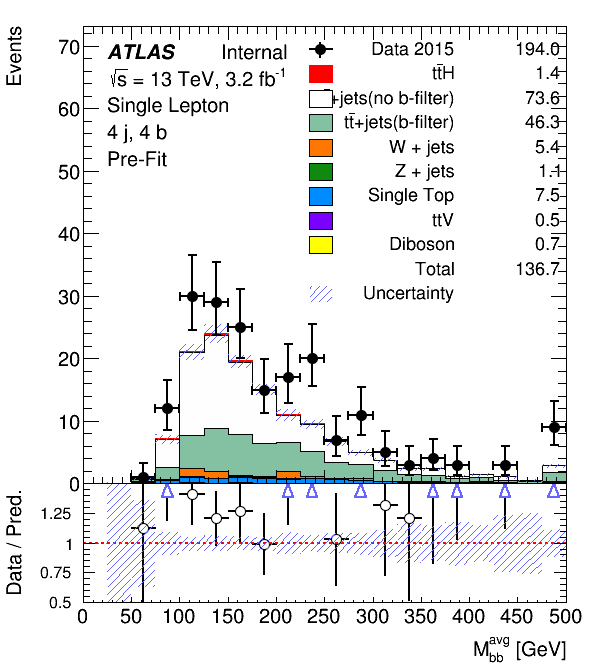 Events
70
60
50
40
30
20
10
0
ATLAS Internal
√s = 13 TeV, 3.2 fb⁻¹
Single Lepton
4 j, 4 b
Pre-Fit
Data 2015 194.0
tt̄H 1.4
+jets(no b-filter) 73.6
tt̄+jets(b-filter) 46.3
W + jets 5.4
Z + jets 1.1
Single Top 7.5
ttV 0.5
Diboson 0.7
Total 136.7
Uncertainty
Data / Pred.
1.25
1
0.75
0.5
0 50 100 150 200 250 300 350 400 450 500
M_bb^avg [GeV]